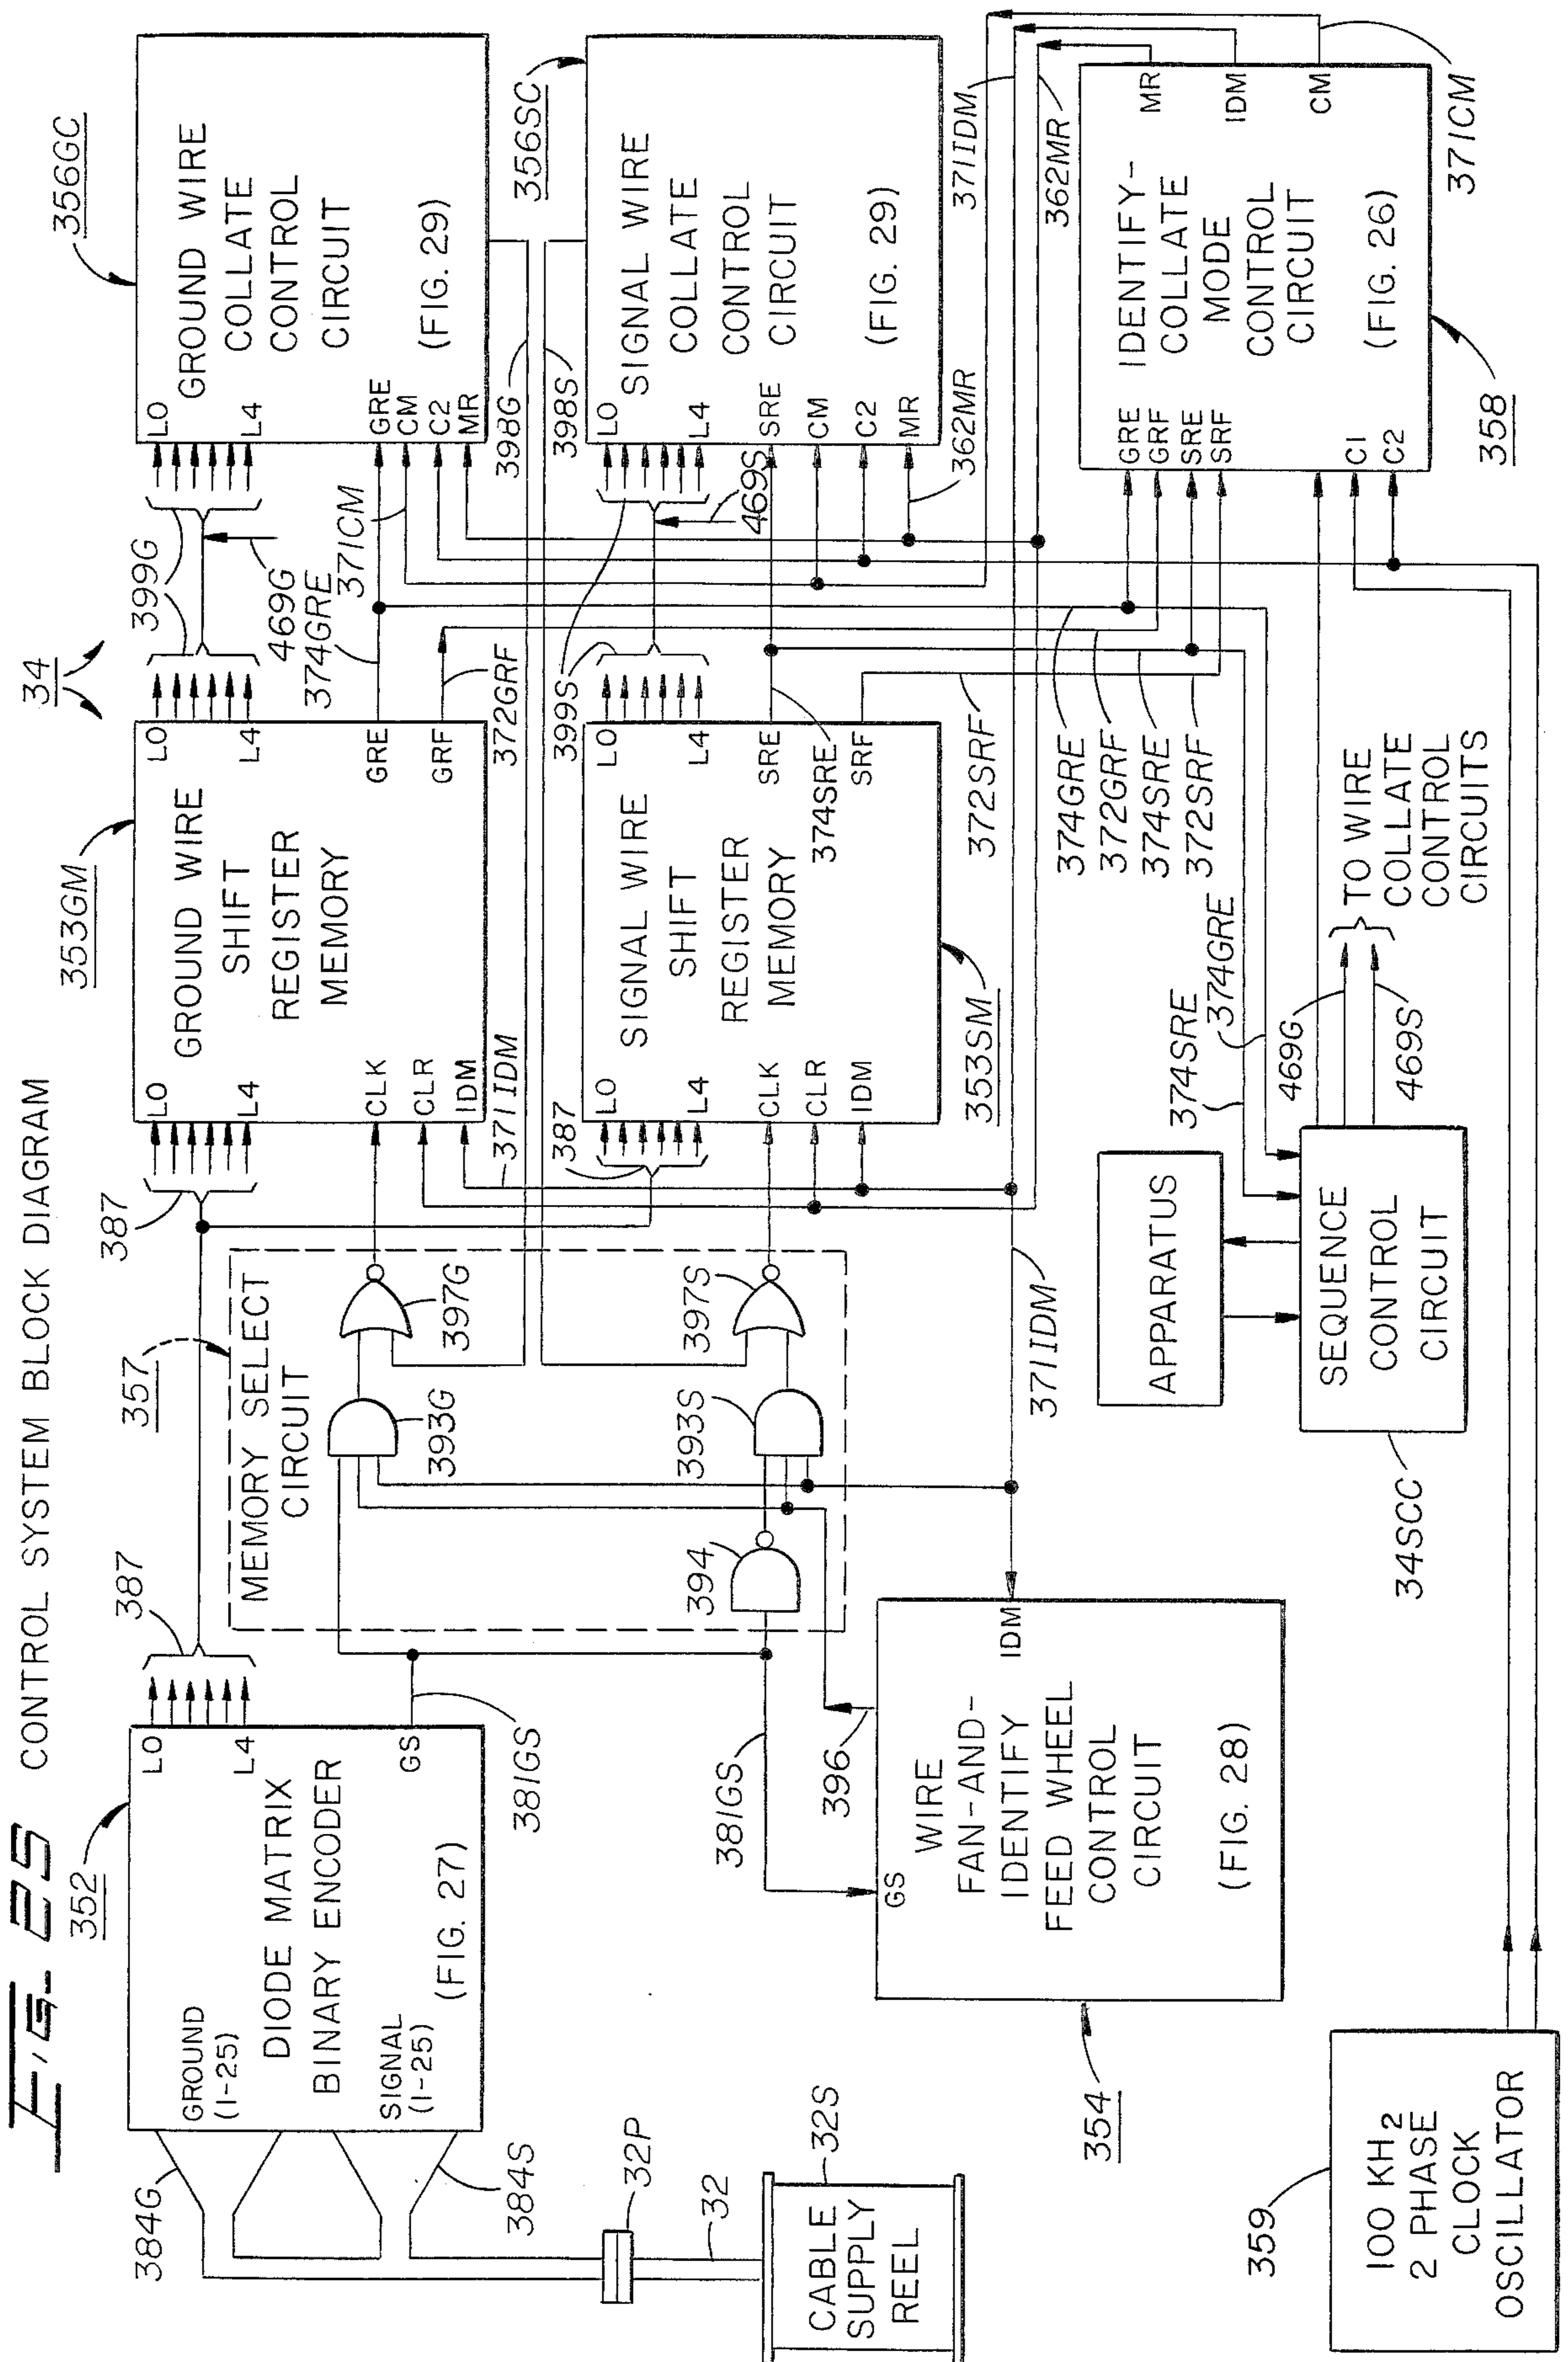 FIG. 25 CONTROL SYSTEM BLOCK DIAGRAM
34
352
GROUND
(1-25)
DIODE MATRIX
BINARY ENCODER
SIGNAL
(1-25)
(FIG. 27)
L0
L4
GS
387
381GS
384G
384S
32P
32
32S
CABLE
SUPPLY
REEL
357
MEMORY SELECT
CIRCUIT
393G
397G
394
393S
397S
387
387
353GM
L0
L4
GROUND WIRE
SHIFT
REGISTER
MEMORY
CLK
CLR
IDM
L0
L4
GRE
GRF
371IDM
372GRF
399G
469G
374GRE
371CM
356GC
L0
L4
GROUND WIRE
COLLATE
CONTROL
CIRCUIT
GRE
CM
C2
MR
(FIG. 29)
398G
398S
L0
L4
SIGNAL WIRE
SHIFT
REGISTER
MEMORY
CLK
CLR
IDM
L0
L4
SRE
SRF
374SRE
353SM
399S
469S
372SRF
356SC
L0
L4
SIGNAL WIRE
COLLATE
CONTROL
CIRCUIT
SRE
CM
C2
MR
(FIG. 29)
362MR
371IDM
362MR
381GS
396
GS
IDM
WIRE
FAN-AND-
IDENTIFY
FEED WHEEL
CONTROL
CIRCUIT
(FIG. 28)
354
371IDM
374GRE
372GRF
374SRE
372SRF
GRE
GRF
SRE
SRF
C1
C2
IDENTIFY-
COLLATE
MODE
CONTROL
CIRCUIT
(FIG. 26)
MR
IDM
CM
371CM
358
APPARATUS
SEQUENCE
CONTROL
CIRCUIT
34SCC
374SRE
374GRE
469G
469S
TO WIRE
COLLATE
CONTROL
CIRCUITS
359
100 KHZ
2 PHASE
CLOCK
OSCILLATOR